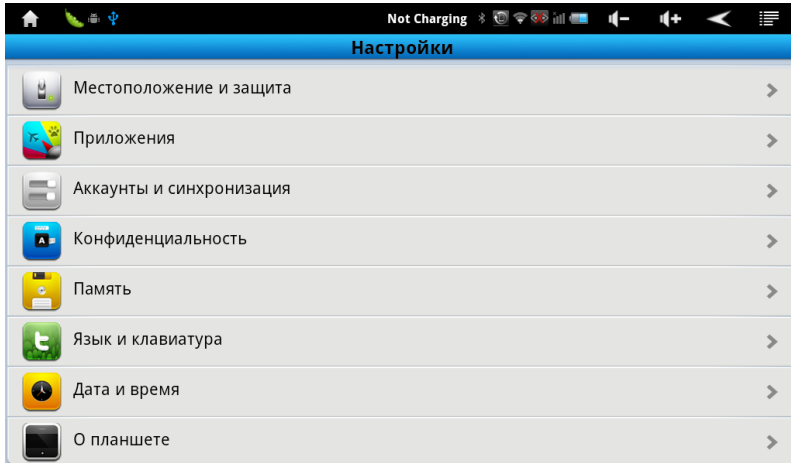 Not Charging
Настройки
Местоположение и защита
Приложения
Аккаунты и синхронизация
Конфиденциальность
A
Память
Язык и клавиатура
Дата и время
О планшете